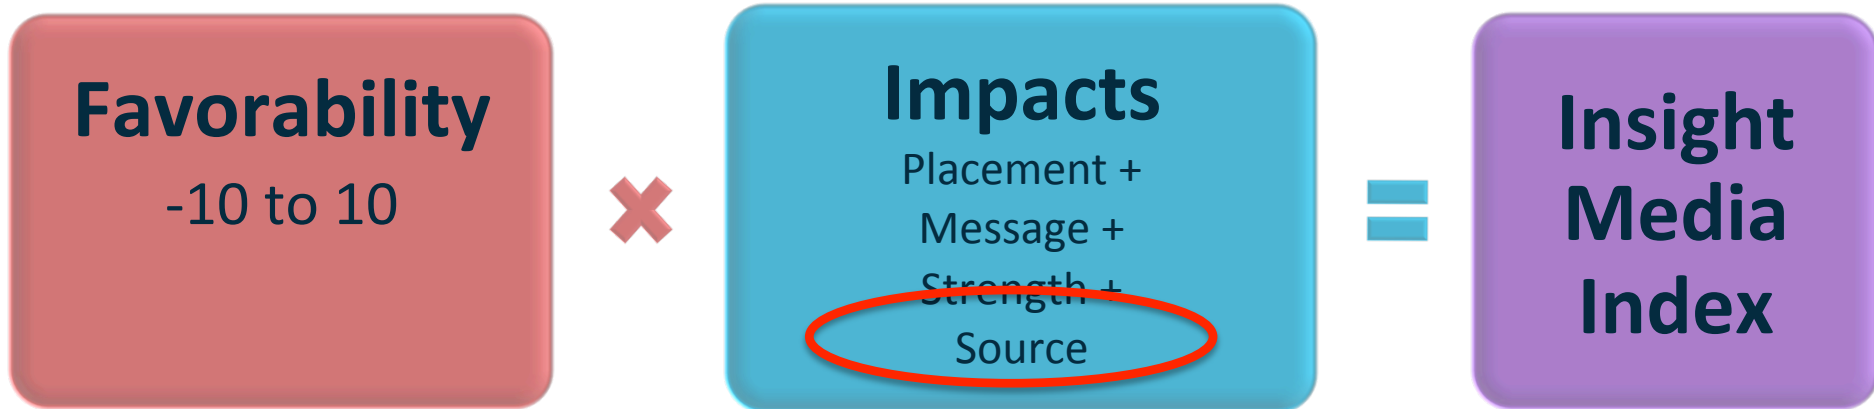 Favorability
-10 to 10
Impacts
Placement +
Message +
Strength +
Source
Insight
Media
Index